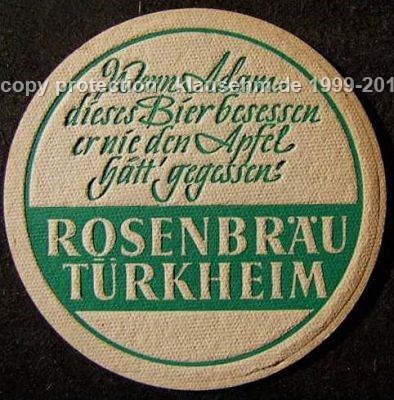 Wenn Adam
copy protection klausehm.de 1999-201
dieses Bier besessen
er nie den Apfel
hätt' gegessen!
ROSENBRÄU
TÜRKHEIM